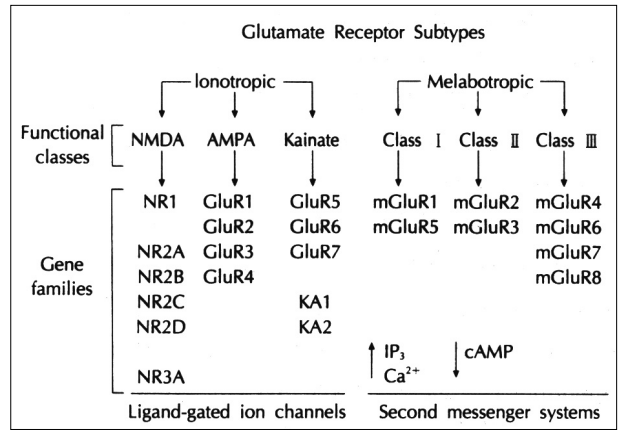 Glutamate Receptor Subtypes
Ionotropic Melabotropic
Functional classes NMDA AMPA Kainate Class I Class II Class III
Gene families
NR1 GluR1 GluR5 mGluR1 mGluR2 mGluR4
GluR2 GluR6 mGluR5 mGluR3 mGluR6
NR2A GluR3 GluR7 mGluR7
NR2B GluR4 mGluR8
NR2C KA1
NR2D KA2
IP₃ cAMP
NR3A Ca²⁺
Ligand-gated ion channels Second messenger systems